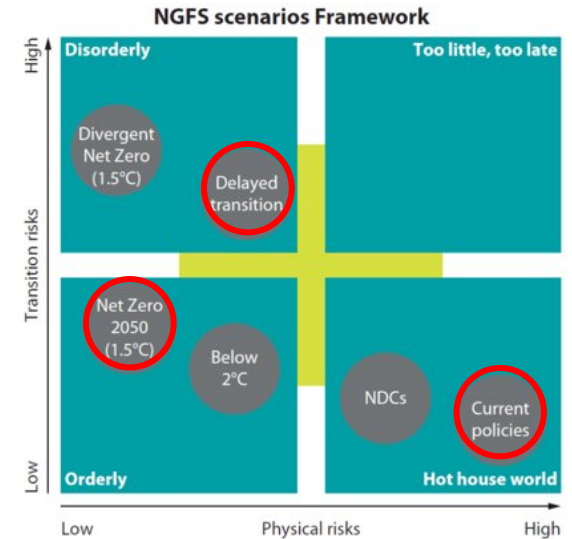 NGFS scenarios Framework
High
Disorderly
Too little, too late
Divergent
Net Zero
(1.5°C)
Delayed
transition
Transition risks
Net Zero
2050
(1.5°C)
Below
2°C
NDCs
Current
policies
Low
Orderly
Hot house world
Low
Physical risks
High